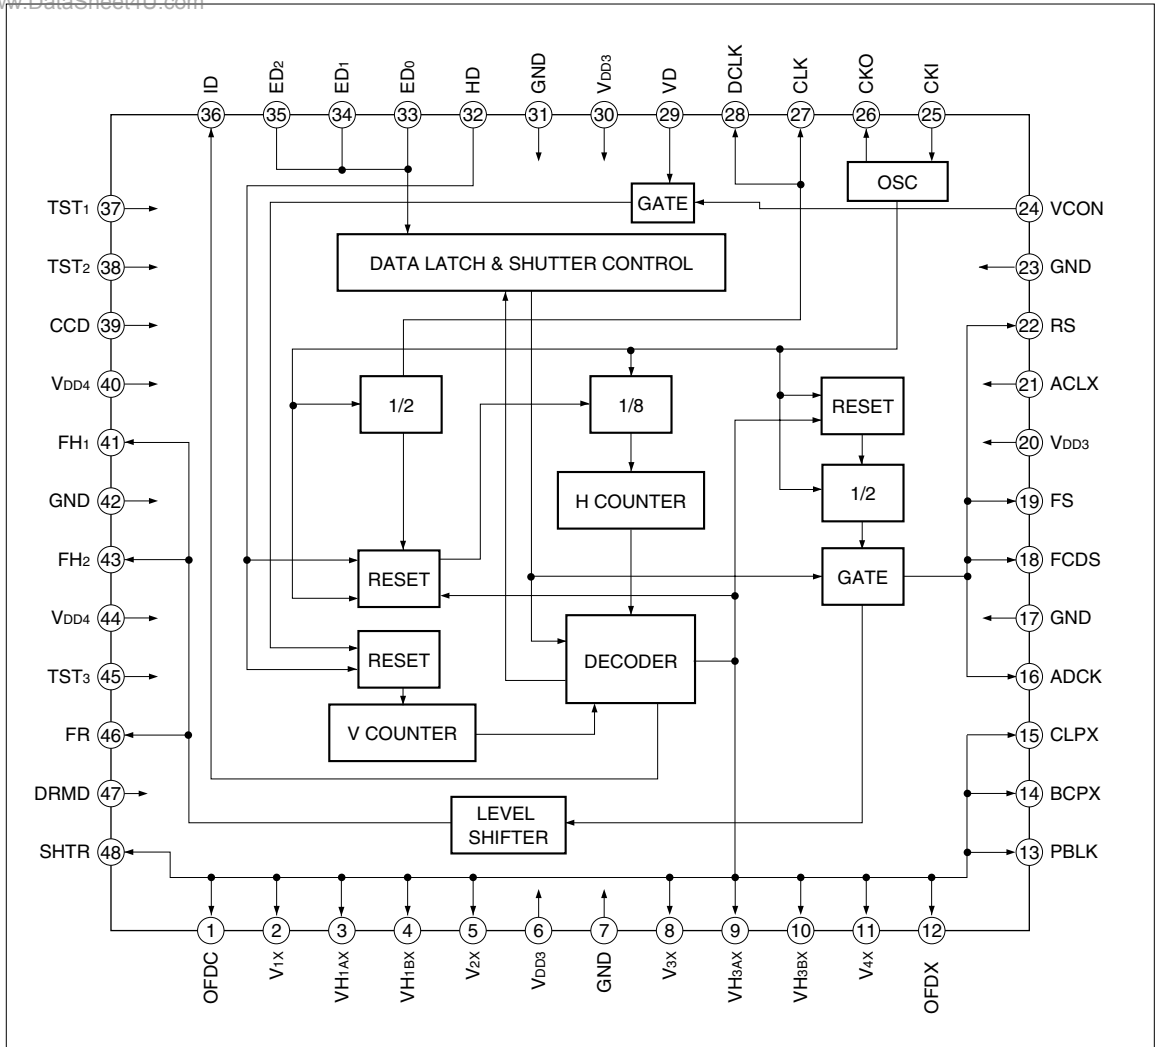 www.DataSheet4U.com
ID ED2 ED1 ED0 HD GND VDD3 VD DCLK CLK CKO CKI
36 35 34 33 32 31 30 29 28 27 26 25
OSC
TST1 37
GATE
24 VCON
TST2 38
DATA LATCH & SHUTTER CONTROL
23 GND
CCD 39
22 RS
VDD4 40
1/2
1/8
RESET
21 ACLX
FH1 41
20 VDD3
GND 42
H COUNTER
1/2
19 FS
FH2 43
RESET
GATE
18 FCDS
VDD4 44
17 GND
TST3 45
RESET
DECODER
16 ADCK
FR 46
V COUNTER
15 CLPX
DRMD 47
14 BCPX
LEVEL
SHIFTER
SHTR 48
13 PBLK
1 2 3 4 5 6 7 8 9 10 11 12
OFDC V1X VH1AX VH1BX V2X VDD3 GND V3X VH3AX VH3BX V4X OFDX